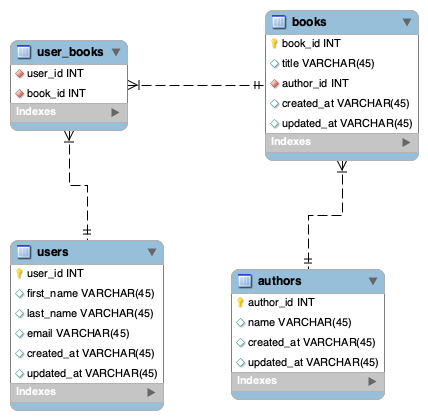 user_books
user_id INT
book_id INT
Indexes
books
book_id INT
title VARCHAR(45)
author_id INT
created_at VARCHAR(45)
updated_at VARCHAR(45)
Indexes
users
user_id INT
first_name VARCHAR(45)
last_name VARCHAR(45)
email VARCHAR(45)
created_at VARCHAR(45)
updated_at VARCHAR(45)
Indexes
authors
author_id INT
name VARCHAR(45)
created_at VARCHAR(45)
updated_at VARCHAR(45)
Indexes